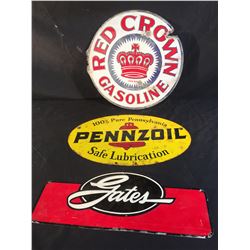 RED CROWN
GASOLINE
100% Pure Pennsylvania
PENNZOIL
Safe Lubrication
Gates